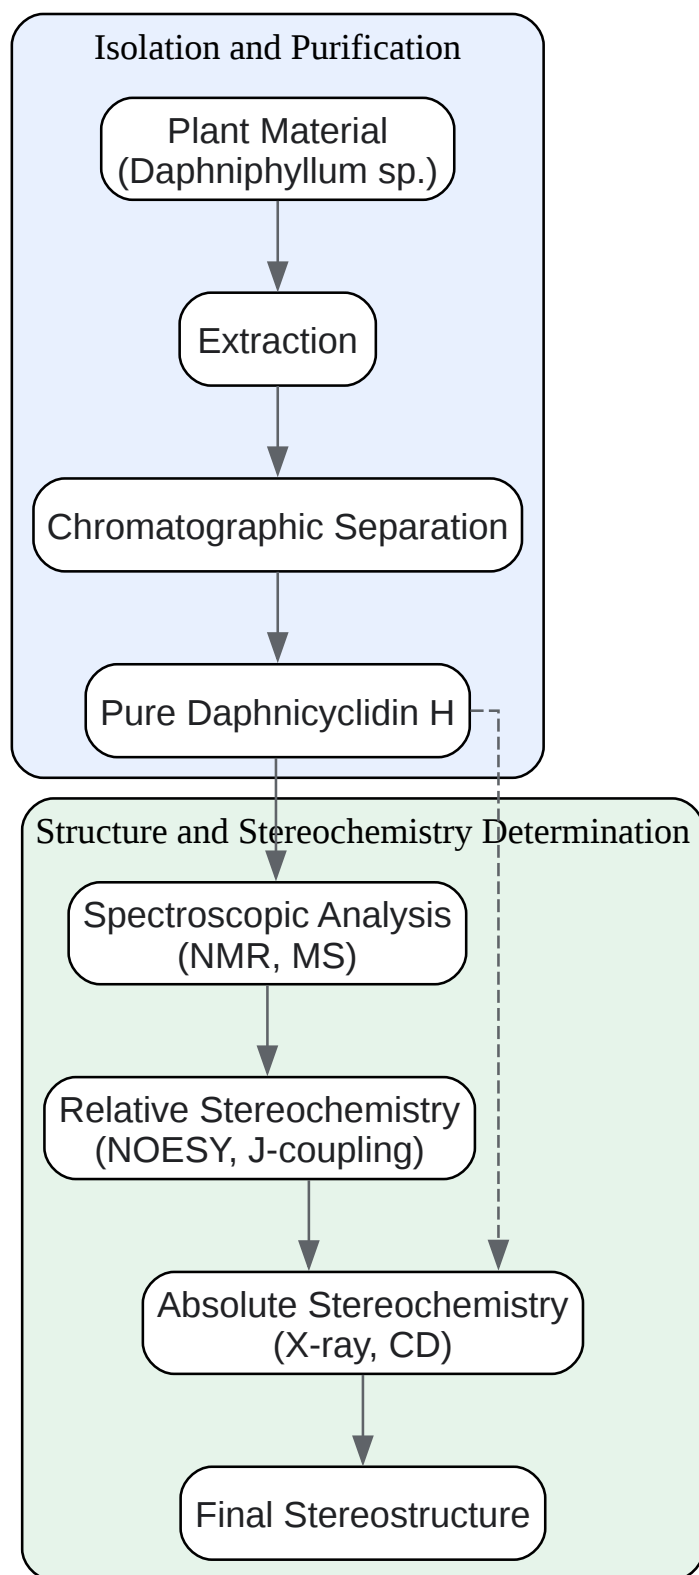 Isolation and Purification
Plant Material
(Daphniphyllum sp.)
Extraction
Chromatographic Separation
Pure Daphnicyclidin H
Structure and Stereochemistry Determination
Spectroscopic Analysis
(NMR, MS)
Relative Stereochemistry
(NOESY, J-coupling)
Absolute Stereochemistry
(X-ray, CD)
Final Stereostructure